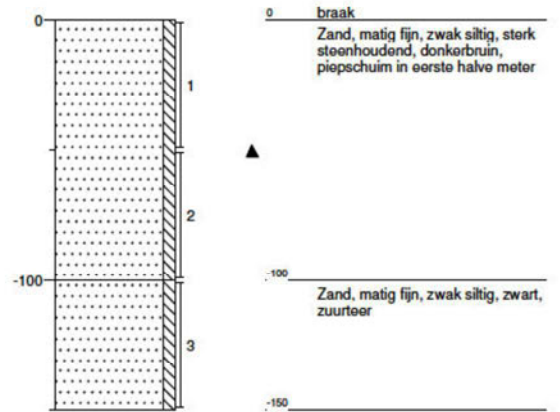 0
1
2
-100
3
0 braak
Zand, matig fijn, zwak siltig, sterk
steenhoudend, donkerbruin,
piepschuim in eerste halve meter
-100
Zand, matig fijn, zwak siltig, zwart,
zuurteer
-150